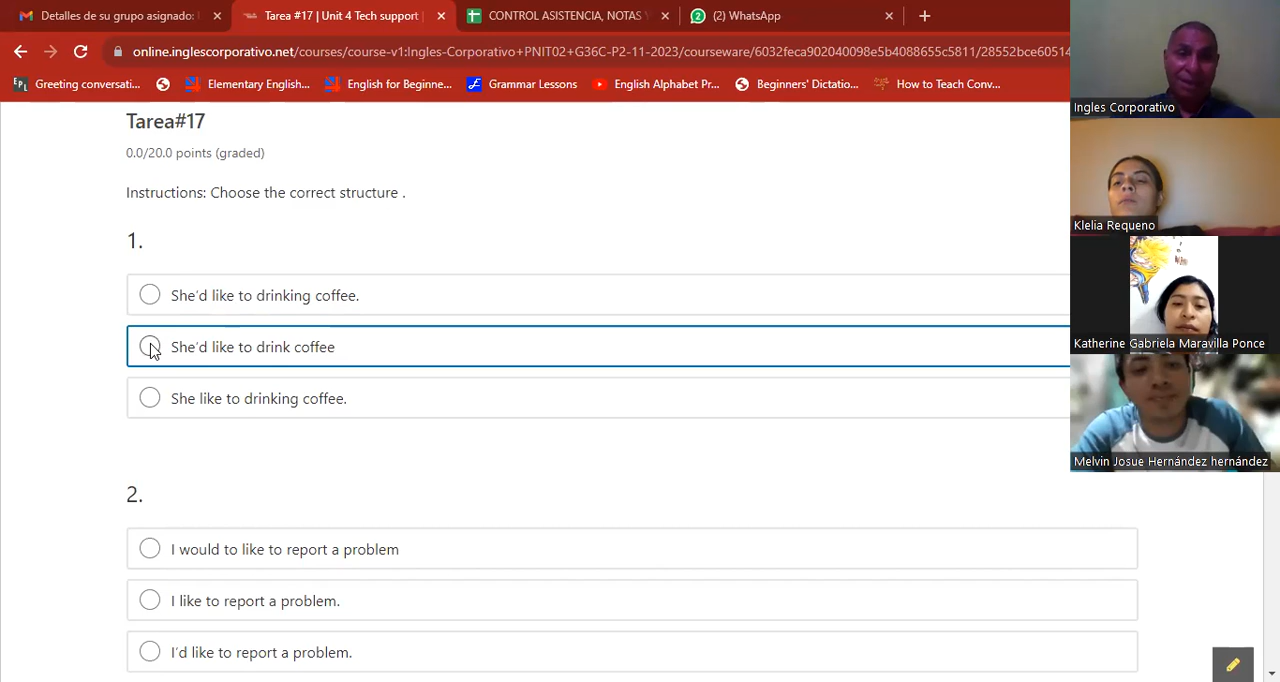 Detalles de su grupo asignado:
Tarea #17 | Unit 4 Tech support |
CONTROL ASISTENCIA, NOTAS Y
(2) WhatsApp
online.inglescorporativo.net/courses/course-v1:Ingles-Corporativo+PNIT02+G36C-P2-11-2023/courseware/6032feca902040098e5b4088655c5811/28552bce60514
Greeting conversati...
Elementary English...
English for Beginne...
Grammar Lessons
English Alphabet Pr...
Beginners' Dictatio...
How to Teach Conv...
Tarea#17
0.0/20.0 points (graded)
Instructions: Choose the correct structure .
1.
She'd like to drinking coffee.
She'd like to drink coffee
She like to drinking coffee.
2.
I would to like to report a problem
I like to report a problem.
I'd like to report a problem.
Ingles Corporativo
Klelia Requeno
Katherine Gabriela Maravilla Ponce
Melvin Josue Hernández hernández